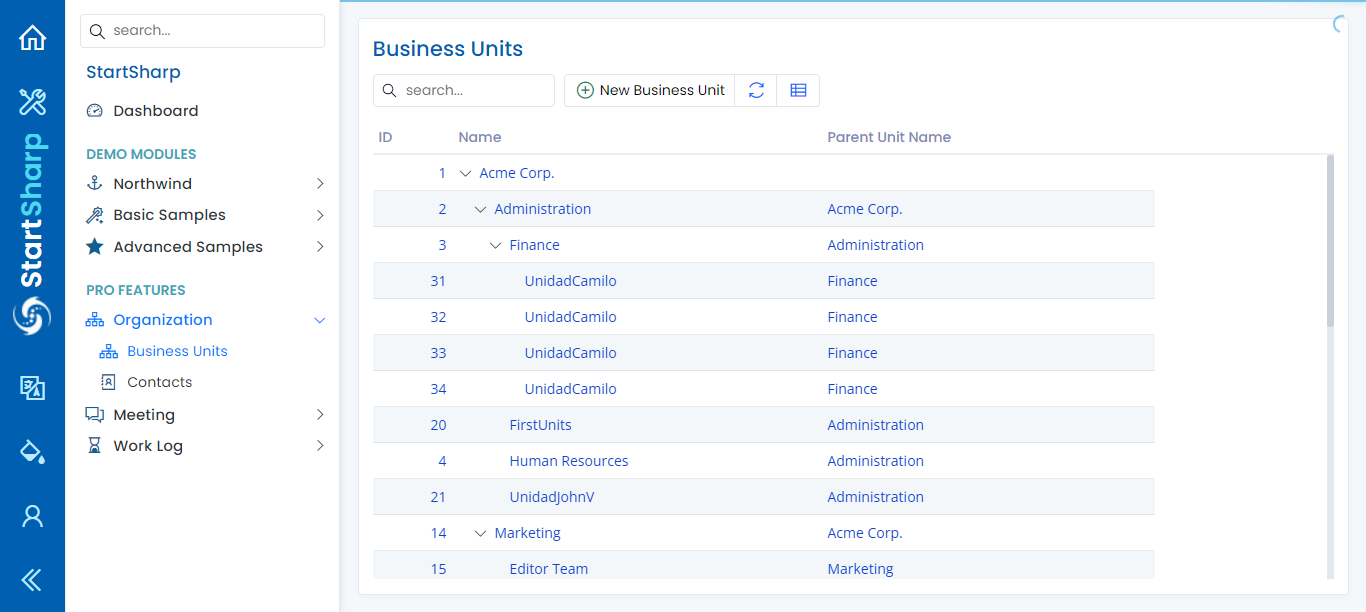 StartSharp
search...
StartSharp
Dashboard
DEMO MODULES
Northwind
Basic Samples
Advanced Samples
PRO FEATURES
Organization
Business Units
Contacts
Meeting
Work Log
Business Units
search...
New Business Unit
ID Name Parent Unit Name
1 Acme Corp.
2 Administration Acme Corp.
3 Finance Administration
31 UnidadCamilo Finance
32 UnidadCamilo Finance
33 UnidadCamilo Finance
34 UnidadCamilo Finance
20 FirstUnits Administration
4 Human Resources Administration
21 UnidadJohnV Administration
14 Marketing Acme Corp.
15 Editor Team Marketing